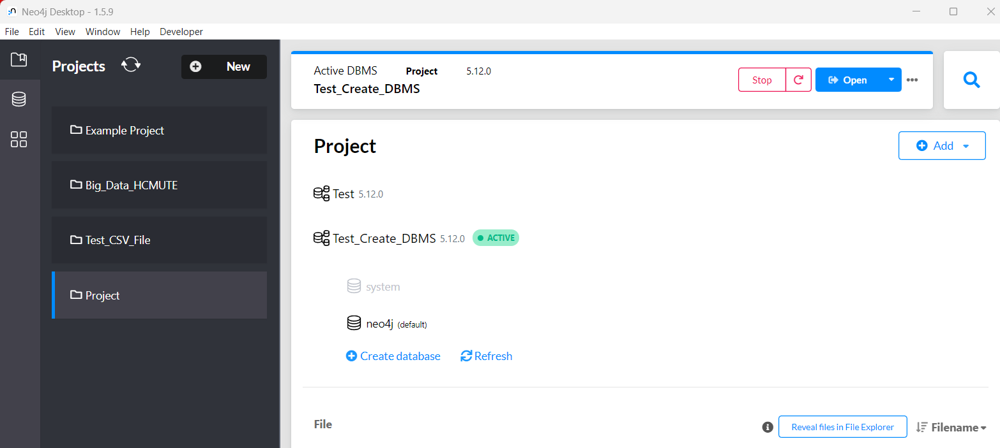 Neo4j Desktop - 1.5.9
File Edit View Window Help Developer
Projects
New
Example Project
Big_Data_HCMUTE
Test_CSV_File
Project
Active DBMS Project 5.12.0
Test_Create_DBMS
Stop
Open
Project
Add
Test 5.12.0
Test_Create_DBMS 5.12.0 ACTIVE
system
neo4j (default)
Create database Refresh
File
Reveal files in File Explorer
Filename